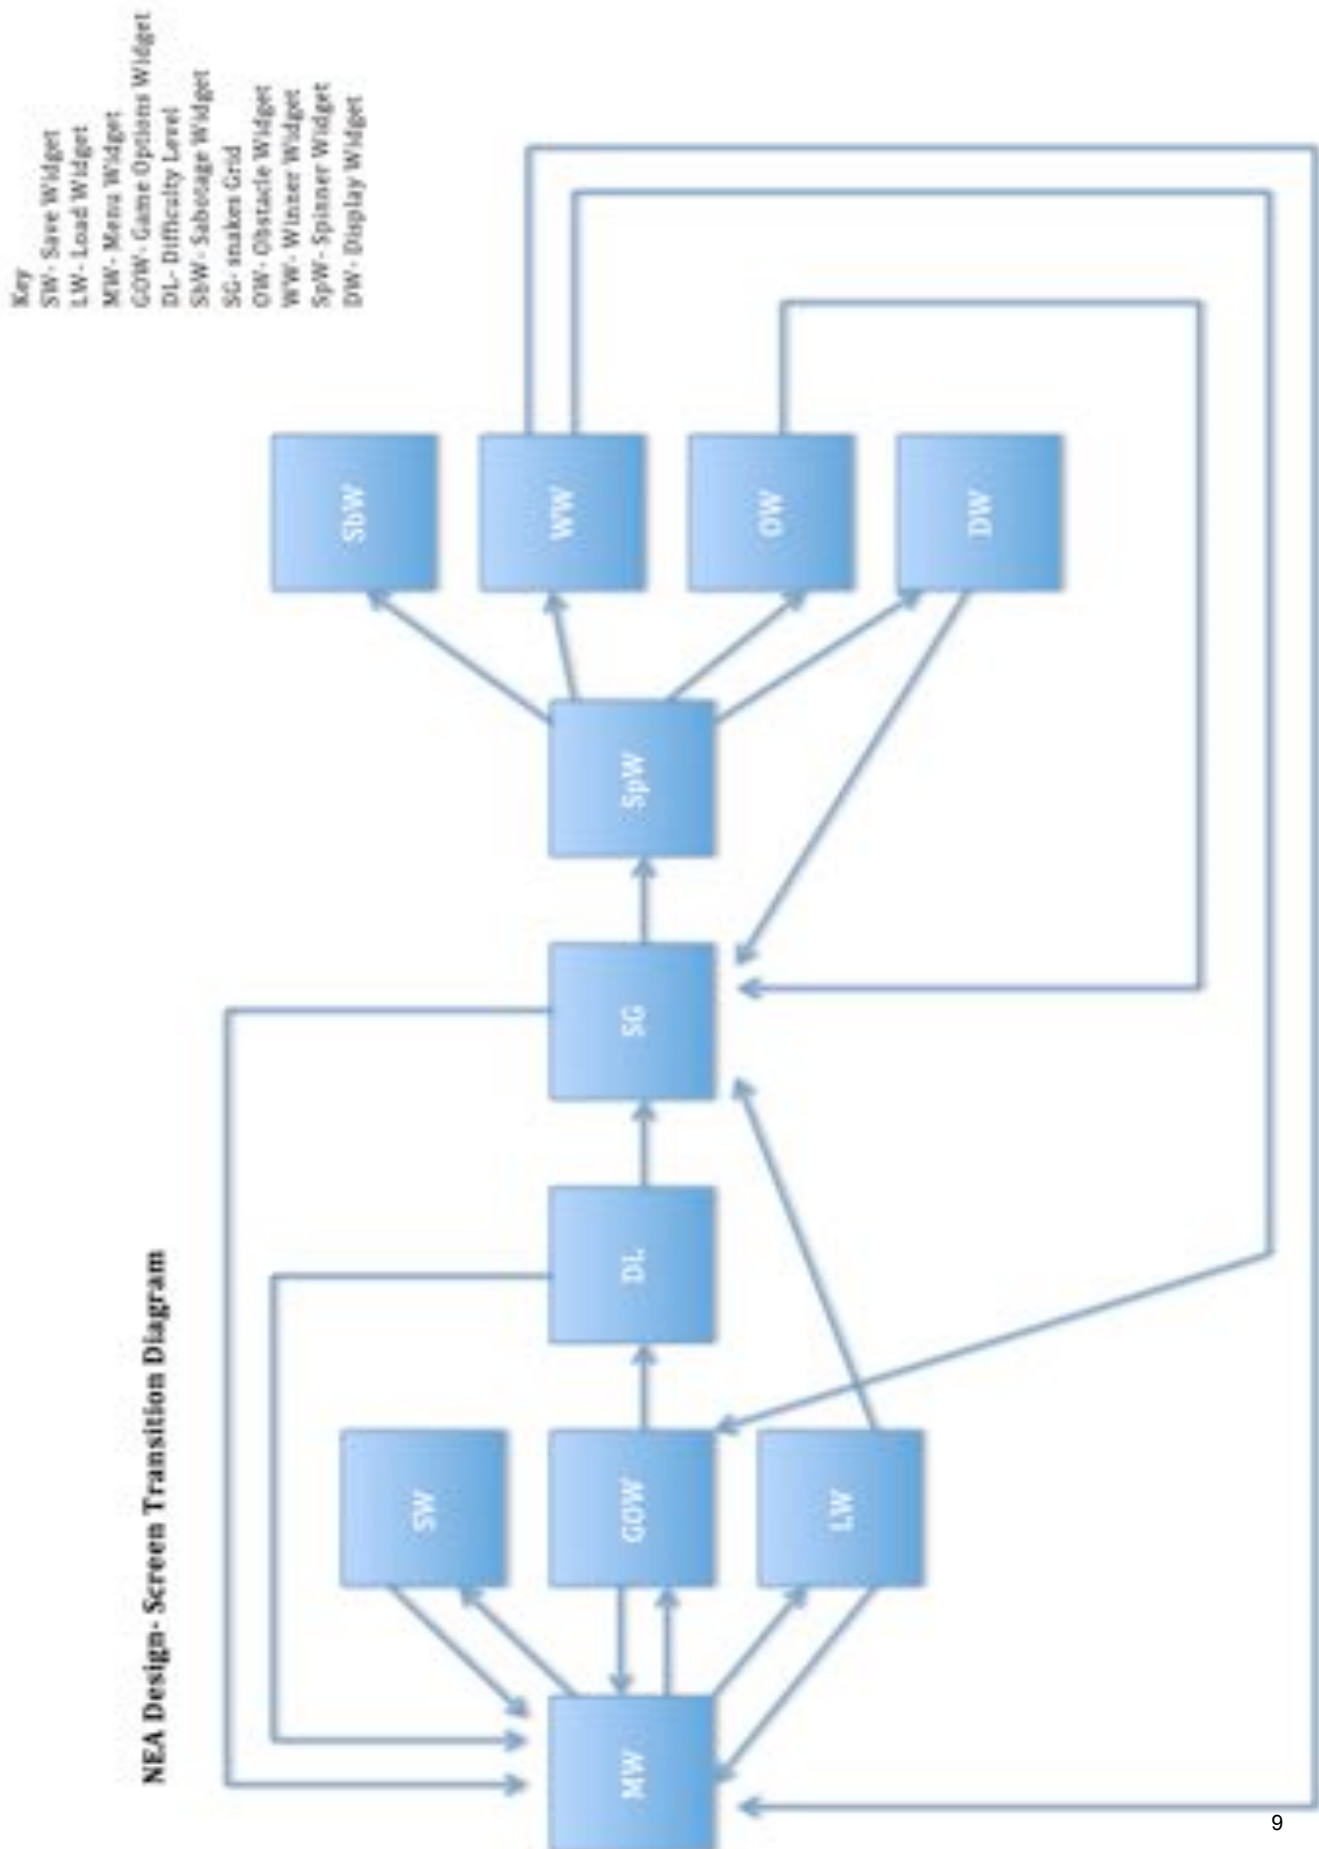 NEA Design- Screen Transition Diagram
Key
SW- Save Widget
LW- Load Widget
MW- Menu Widget
GOW- Game Options Widget
DL- Difficulty Level
SbW- Sabotage Widget
SG- snakes Grid
OW- Obstacle Widget
WW- Winner Widget
SpW- Spinner Widget
DW- Display Widget
MW
SW
GOW
LW
DL
SG
SpW
SbW
WW
OW
DW
9